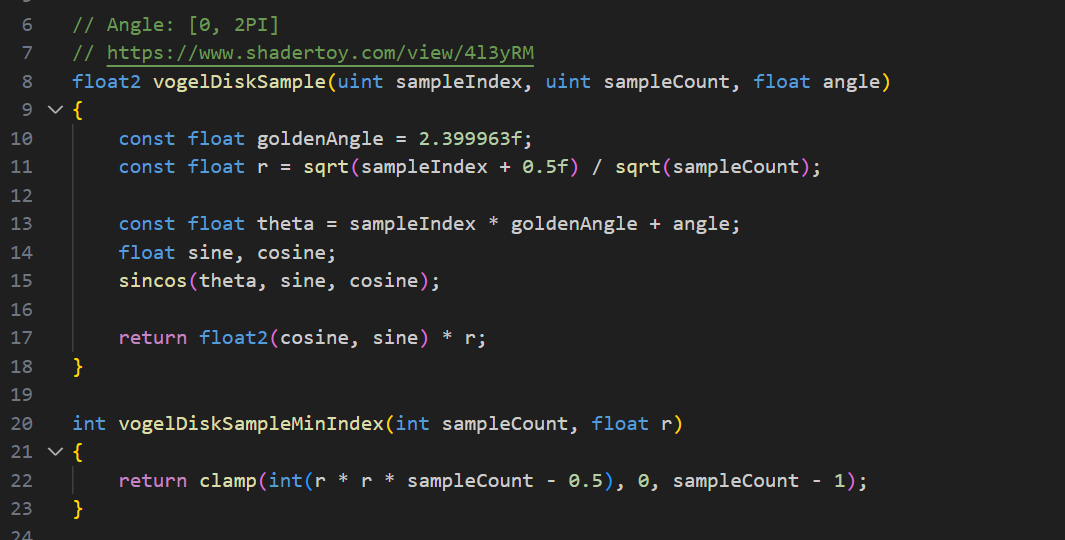 6 // Angle: [0, 2PI]
7 // https://www.shadertoy.com/view/4l3yRM
8 float2 vogelDiskSample(uint sampleIndex, uint sampleCount, float angle)
9 {
10     const float goldenAngle = 2.399963f;
11     const float r = sqrt(sampleIndex + 0.5f) / sqrt(sampleCount);
12
13     const float theta = sampleIndex * goldenAngle + angle;
14     float sine, cosine;
15     sincos(theta, sine, cosine);
16
17     return float2(cosine, sine) * r;
18 }
19
20 int vogelDiskSampleMinIndex(int sampleCount, float r)
21 {
22     return clamp(int(r * r * sampleCount - 0.5), 0, sampleCount - 1);
23 }
24